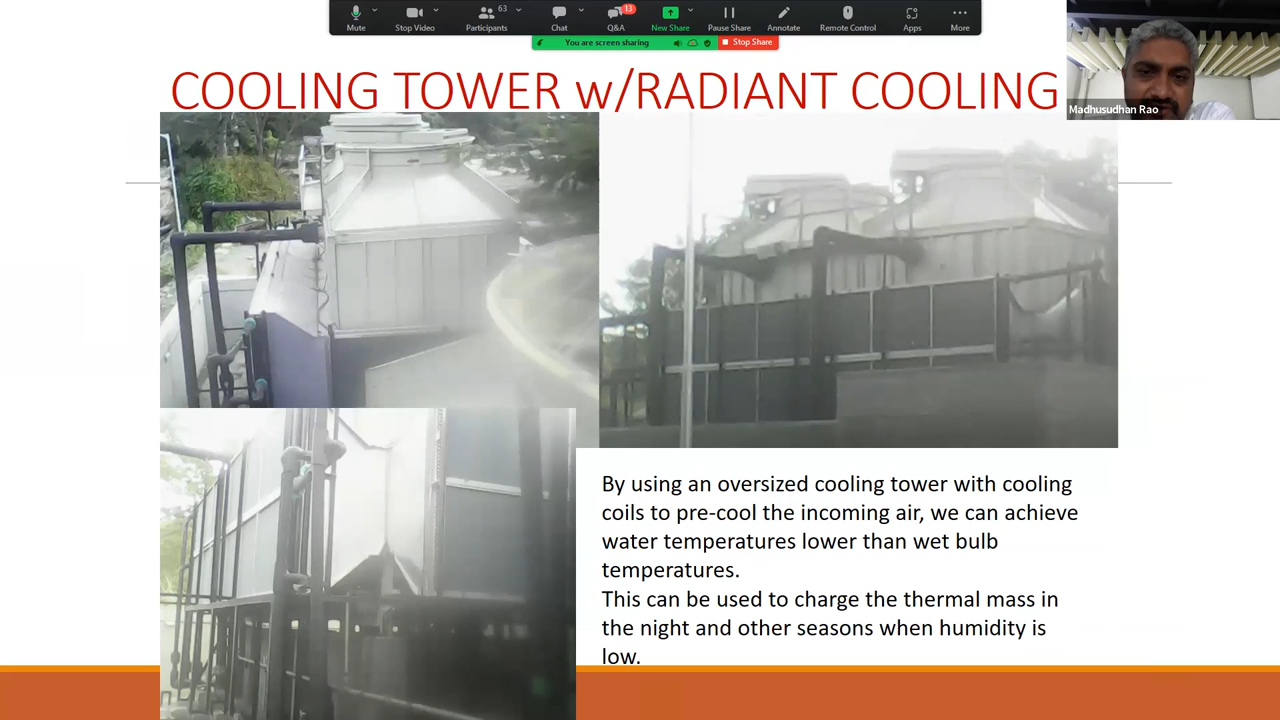 Mute
Stop Video
Participants
63
Chat
Q&A
13
New Share
Pause Share
Annotate
Remote Control
Apps
More
You are screen sharing
Stop Share
COOLING TOWER w/RADIANT COOLING
Madhusudhan Rao
By using an oversized cooling tower with cooling
coils to pre-cool the incoming air, we can achieve
water temperatures lower than wet bulb
temperatures.
This can be used to charge the thermal mass in
the night and other seasons when humidity is
low.